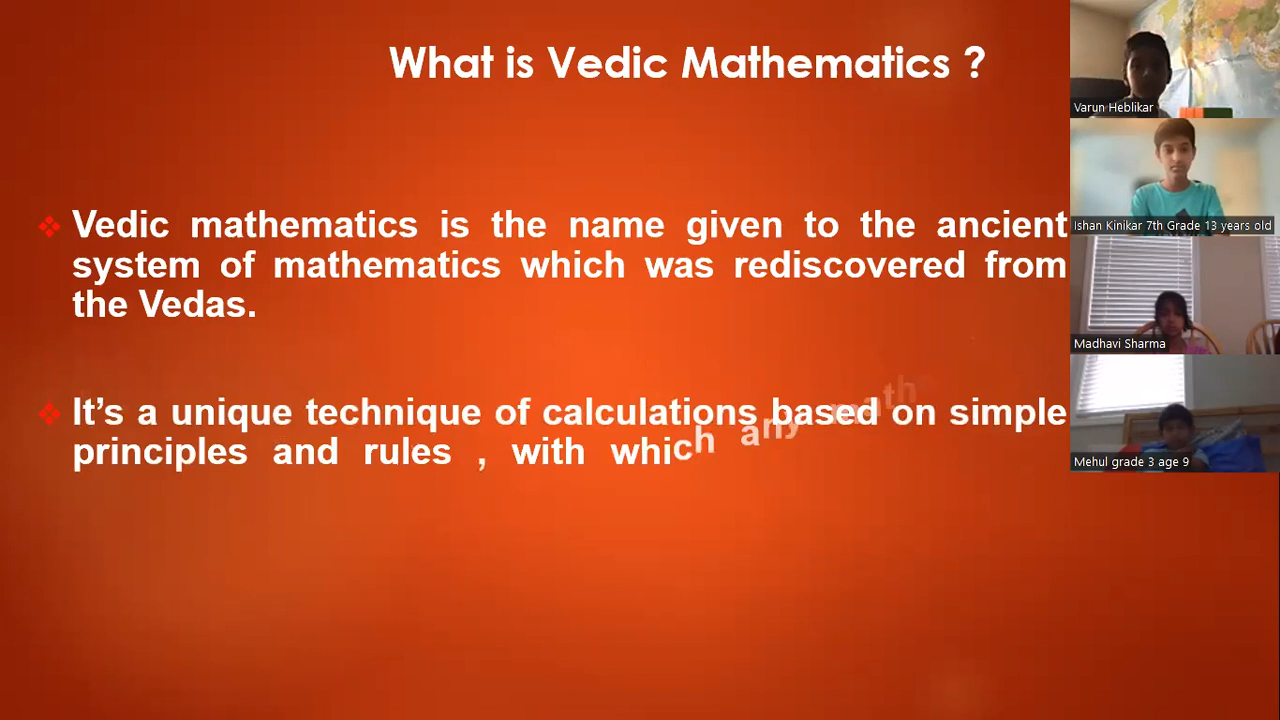 What is Vedic Mathematics ?
Vedic mathematics is the name given to the ancient
system of mathematics which was rediscovered from
the Vedas.
It’s a unique technique of calculations based on simple
principles and rules , with which any math
Varun Heblikar
Ishan Kinikar 7th Grade 13 years old
Madhavi Sharma
Mehul grade 3 age 9